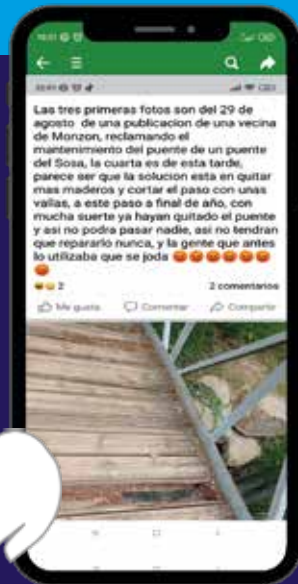 Las tres primeras fotos son del 29 de
agosto de una publicacion de una vecina
de Monzon, reclamando el
mantenimiento del puente de un puente
del Sosa, la cuarta es de esta tarde,
parece ser que la solucion esta en quitar
mas maderos y cortar el paso con unas
vallas, a este paso a final de año, con
mucha suerte ya hayan quitado el puente
y asi no podra pasar nadie, asi no tendran
que repararlo nunca, y la gente que antes
lo utilizaba que se joda
2
2 comentarios
Me gusta
Comentar
Compartir